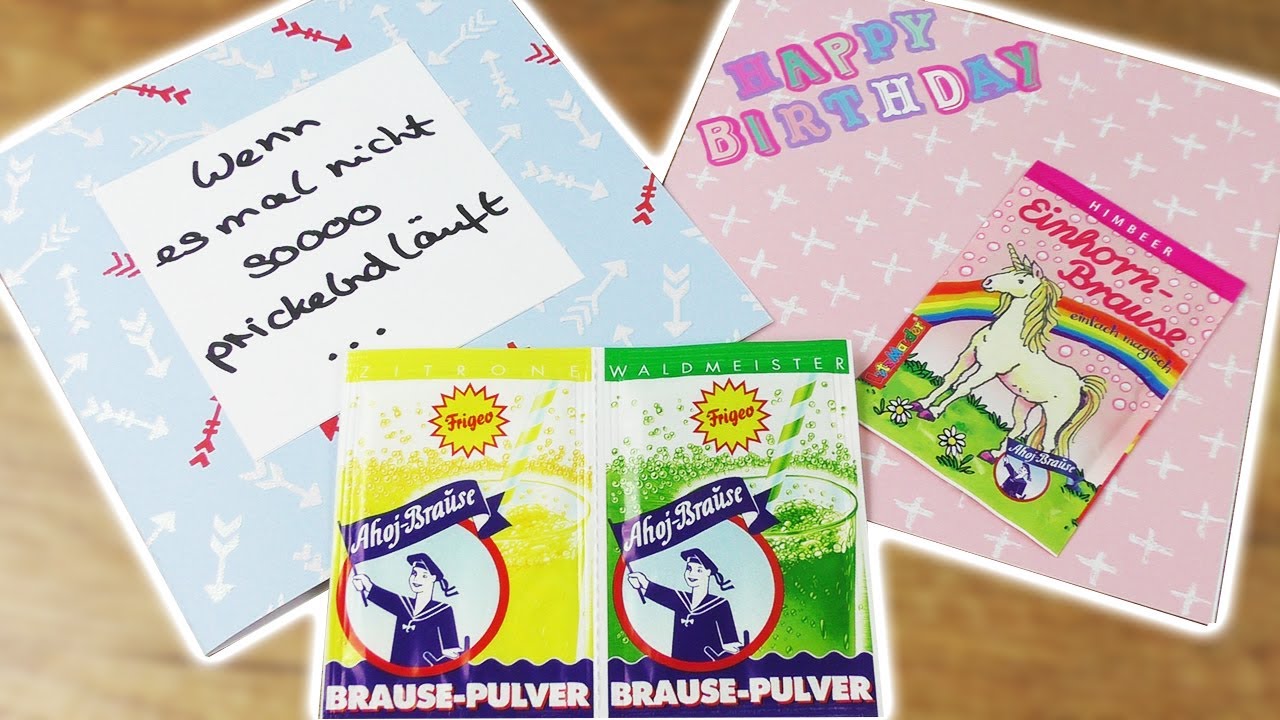 Wenn
es mal nicht
soooo
prickelnd läuft
...
HAPPY
BIRTHDAY
HIMBEER
Einhorn-
Brause
einfach magisch
Ahoj-Brause
ZITRONE
Frigeo
Ahoj-Brause
BRAUSE-PULVER
WALDMEISTER
Frigeo
Ahoj-Brause
BRAUSE-PULVER